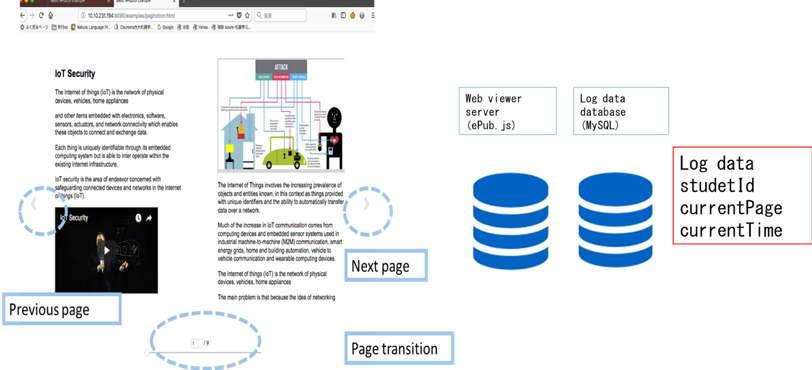 10.10.231.194:8080/examples/pagination.html
検索
IoT Security
The Internet of things (IoT) is the network of physical
devices, vehicles, home appliances
and other items embedded with electronics, software,
sensors, actuators, and network connectivity which enables
these objects to connect and exchange data.
Each thing is uniquely identifiable through its embedded
computing system but is able to inter operate within the
existing Internet infrastructure.
IoT security is the area of endeavor concerned with
safeguarding connected devices and networks in the Internet
of things (IoT).
IoT Security
ATTACK
The Internet of Things involves the increasing prevalence of
objects and entities known, in this context as things provided
with unique identifiers and the ability to automatically transfer
data over a network.
Much of the increase in IoT communication comes from
computing devices and embedded sensor systems used in
industrial machine-to-machine (M2M) communication, smart
energy grids, home and building automation, vehicle to
vehicle communication and wearable computing devices.
The Internet of things (IoT) is the network of physical
devices, vehicles, home appliances
The main problem is that because the idea of networking
Previous page
Next page
1 / 9
Page transition
Web viewer
server
(ePub.js)
Log data
database
(MySQL)
Log data
studetId
currentPage
currentTime